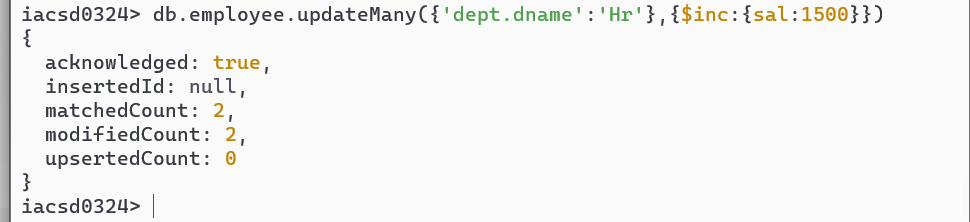 iacsd0324> db.employee.updateMany({'dept.dname':'Hr'},{$inc:{sal:1500}})
{
  acknowledged: true,
  insertedId: null,
  matchedCount: 2,
  modifiedCount: 2,
  upsertedCount: 0
}
iacsd0324>